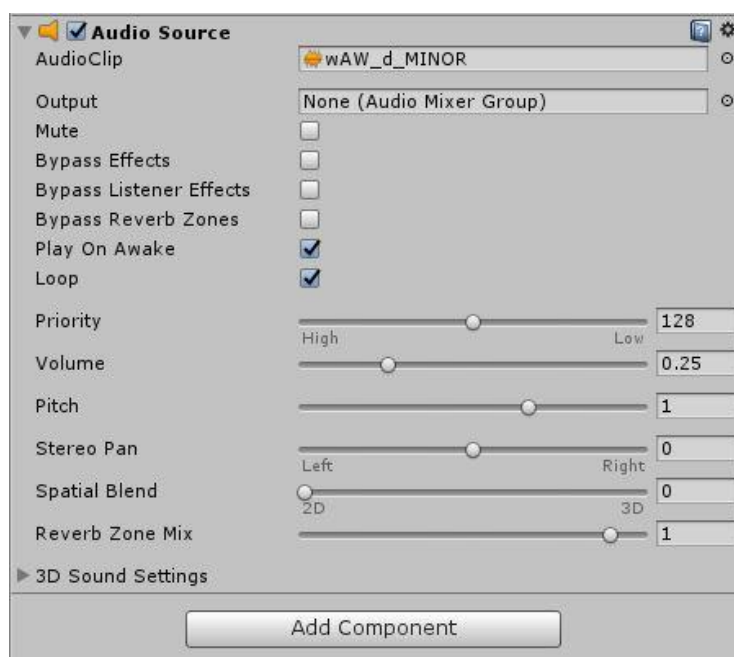 Audio Source
AudioClip wAW_d_MINOR
Output None (Audio Mixer Group)
Mute
Bypass Effects
Bypass Listener Effects
Bypass Reverb Zones
Play On Awake
Loop
Priority 128
High Low
Volume 0.25
Pitch 1
Stereo Pan 0
Left Right
Spatial Blend 0
2D 3D
Reverb Zone Mix 1
3D Sound Settings
Add Component